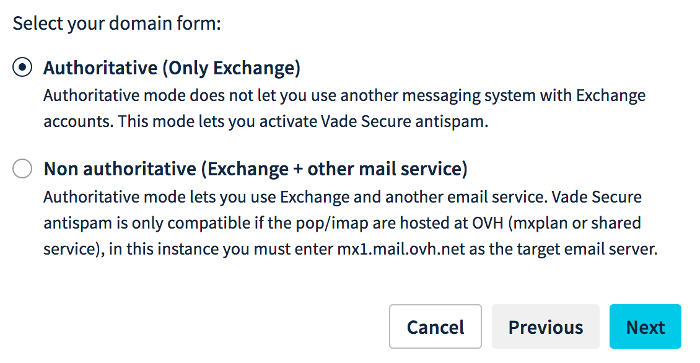 Select your domain form:
Authoritative (Only Exchange)
Authoritative mode does not let you use another messaging system with Exchange
accounts. This mode lets you activate Vade Secure antispam.
Non authoritative (Exchange + other mail service)
Authoritative mode lets you use Exchange and another email service. Vade Secure
antispam is only compatible if the pop/imap are hosted at OVH (mxplan or shared
service), in this instance you must enter mx1.mail.ovh.net as the target email server.
Cancel Previous Next